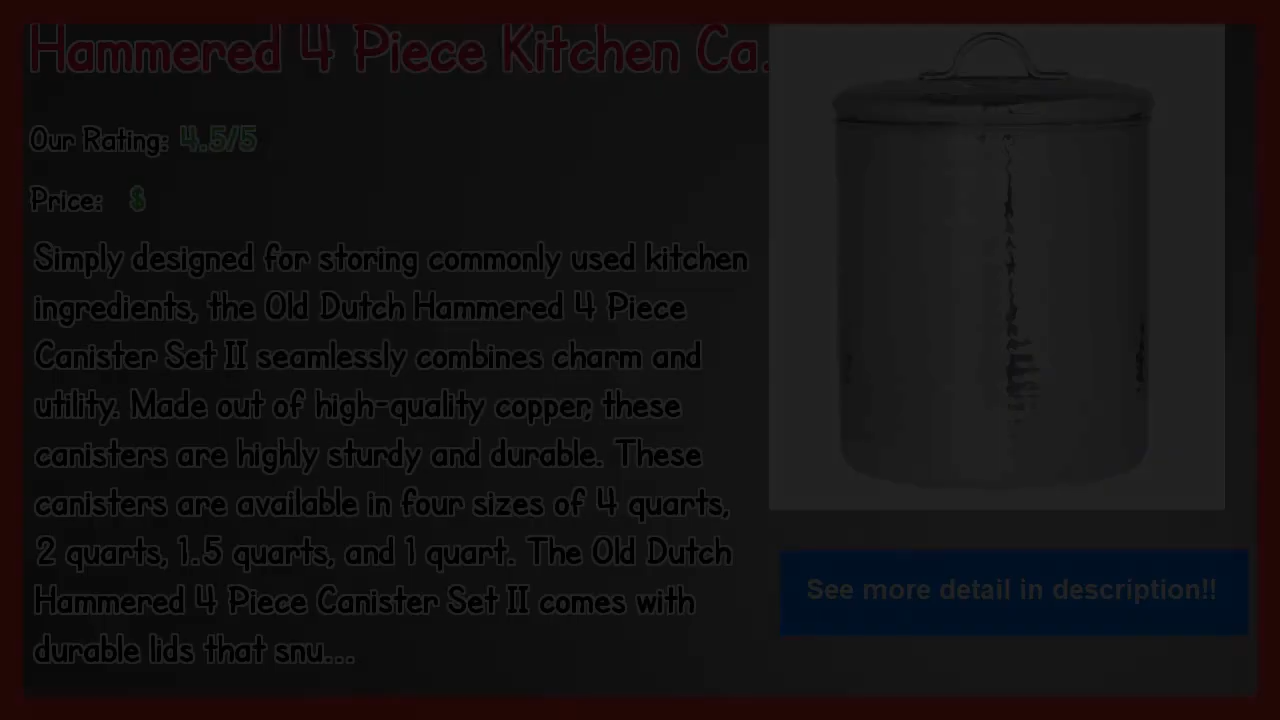 Hammered 4 Piece Kitchen Ca.
Our Rating: 4.5/5
Price: $
Simply designed for storing commonly used kitchen
ingredients, the Old Dutch Hammered 4 Piece
Canister Set II seamlessly combines charm and
utility. Made out of high-quality copper, these
canisters are highly sturdy and durable. These
canisters are available in four sizes of 4 quarts,
2 quarts, 1.5 quarts, and 1 quart. The Old Dutch
Hammered 4 Piece Canister Set II comes with
durable lids that snu...
See more detail in description!!